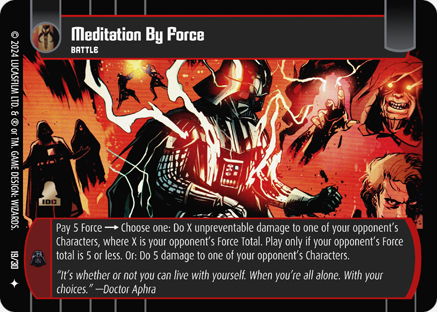 Meditation By Force
BATTLE
© 2024 LUCASFILM LTD. & ® or TM. GAME DESIGN: WIZARDS.
Pay 5 Force → Choose one: Do X unpreventable damage to one of your opponent's
Characters, where X is your opponent's Force Total. Play only if your opponent's Force
total is 5 or less. Or: Do 5 damage to one of your opponent's Characters.
"It's whether or not you can live with yourself. When you're all alone. With your
choices." —Doctor Aphra